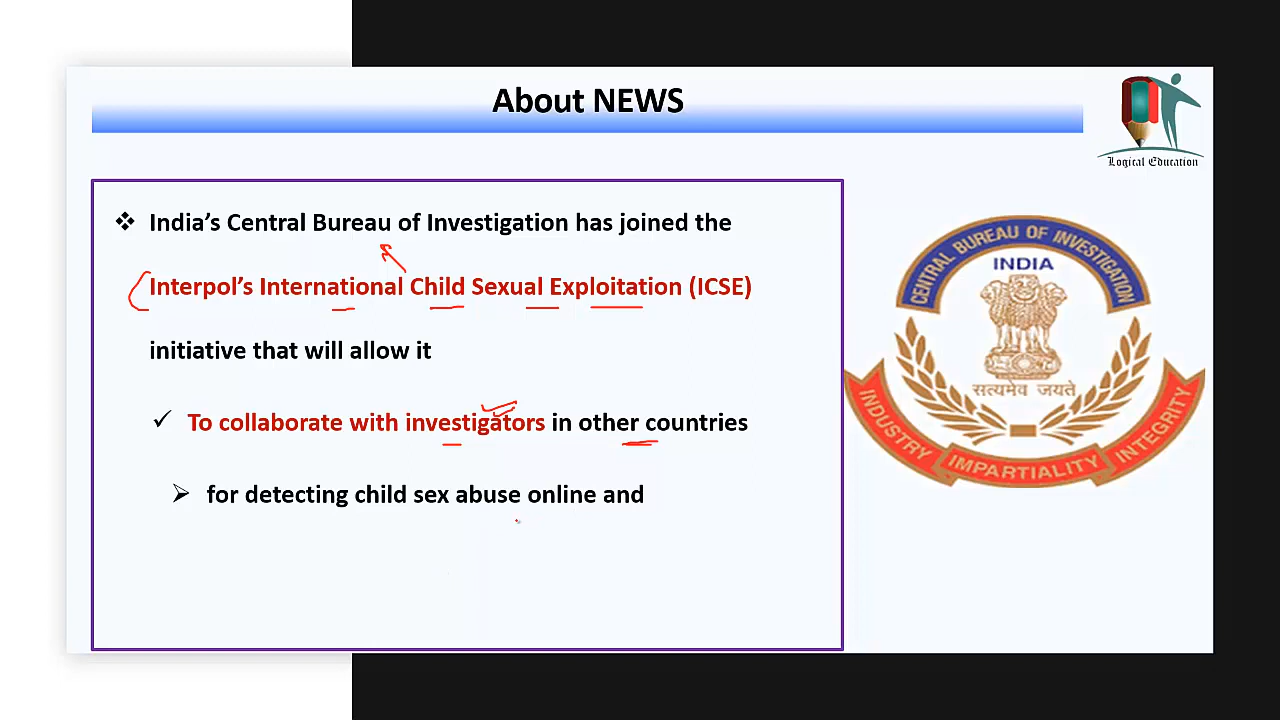 About NEWS
Logical Education
❖ India's Central Bureau of Investigation has joined the
Interpol's International Child Sexual Exploitation (ICSE)
initiative that will allow it
✓ To collaborate with investigators in other countries
➢ for detecting child sex abuse online and
CENTRAL BUREAU OF INVESTIGATION
INDIA
सत्यमेव जयते
INDUSTRY IMPARTIALITY INTEGRITY